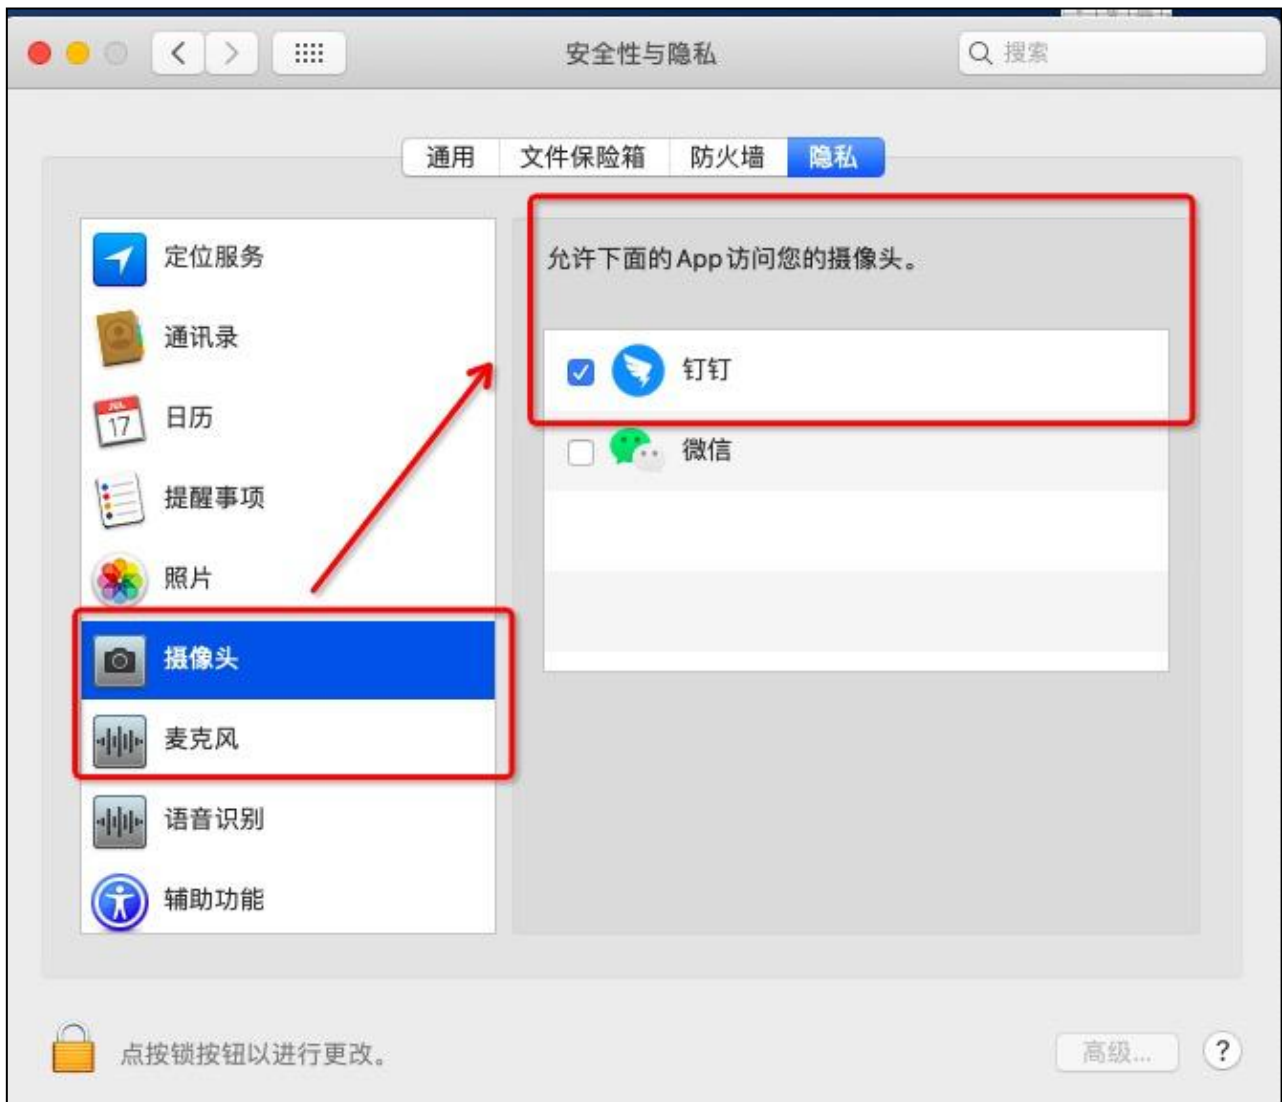 安全性与隐私
搜索
通用 文件保险箱 防火墙 隐私
定位服务
通讯录
JUL
17
日历
提醒事项
照片
摄像头
麦克风
语音识别
辅助功能
允许下面的App访问您的摄像头。
钉钉
微信
点按锁按钮以进行更改。
高级...
?